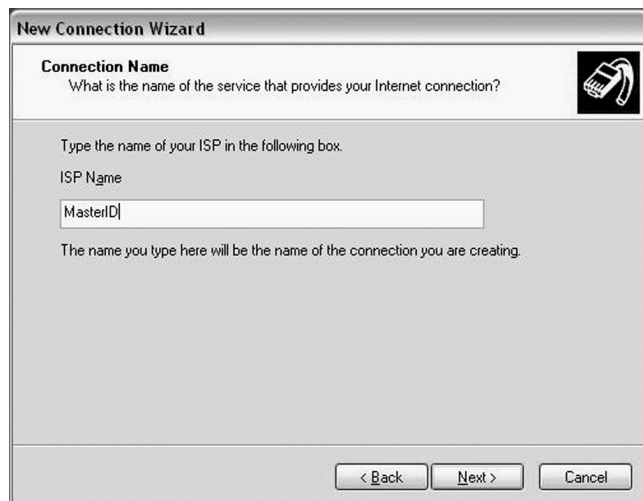 New Connection Wizard
Connection Name
What is the name of the service that provides your Internet connection?
Type the name of your ISP in the following box.
ISP Name
MasterID
The name you type here will be the name of the connection you are creating.
< Back Next > Cancel